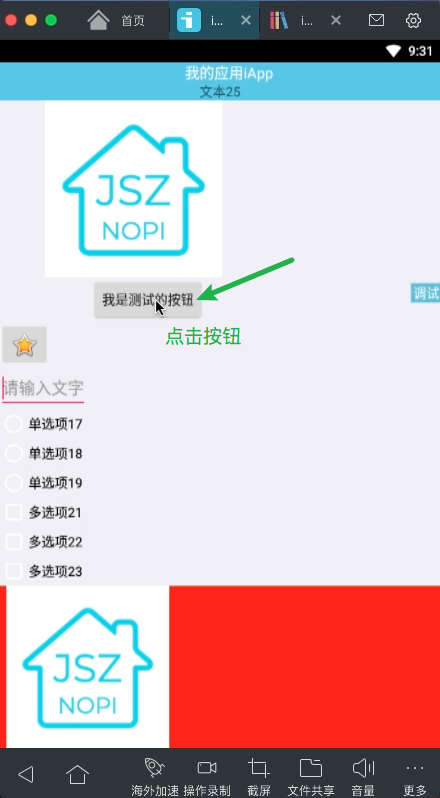 首页
i...
i...
9:31
我的应用iApp
文本25
JSZ
NOPI
我是测试的按钮
调试
点击按钮
请输入文字
单选项17
单选项18
单选项19
多选项21
多选项22
多选项23
JSZ
NOPI
海外加速 操作录制 截屏 文件共享 音量 更多